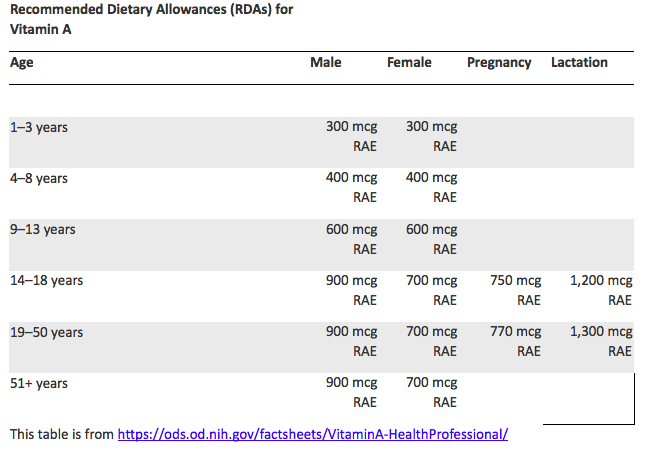 Recommended Dietary Allowances (RDAs) for
Vitamin A
Age Male Female Pregnancy Lactation
1–3 years 300 mcg 300 mcg
RAE RAE
4–8 years 400 mcg 400 mcg
RAE RAE
9–13 years 600 mcg 600 mcg
RAE RAE
14–18 years 900 mcg 700 mcg 750 mcg 1,200 mcg
RAE RAE RAE RAE
19–50 years 900 mcg 700 mcg 770 mcg 1,300 mcg
RAE RAE RAE RAE
51+ years 900 mcg 700 mcg
RAE RAE
This table is from https://ods.od.nih.gov/factsheets/VitaminA-HealthProfessional/